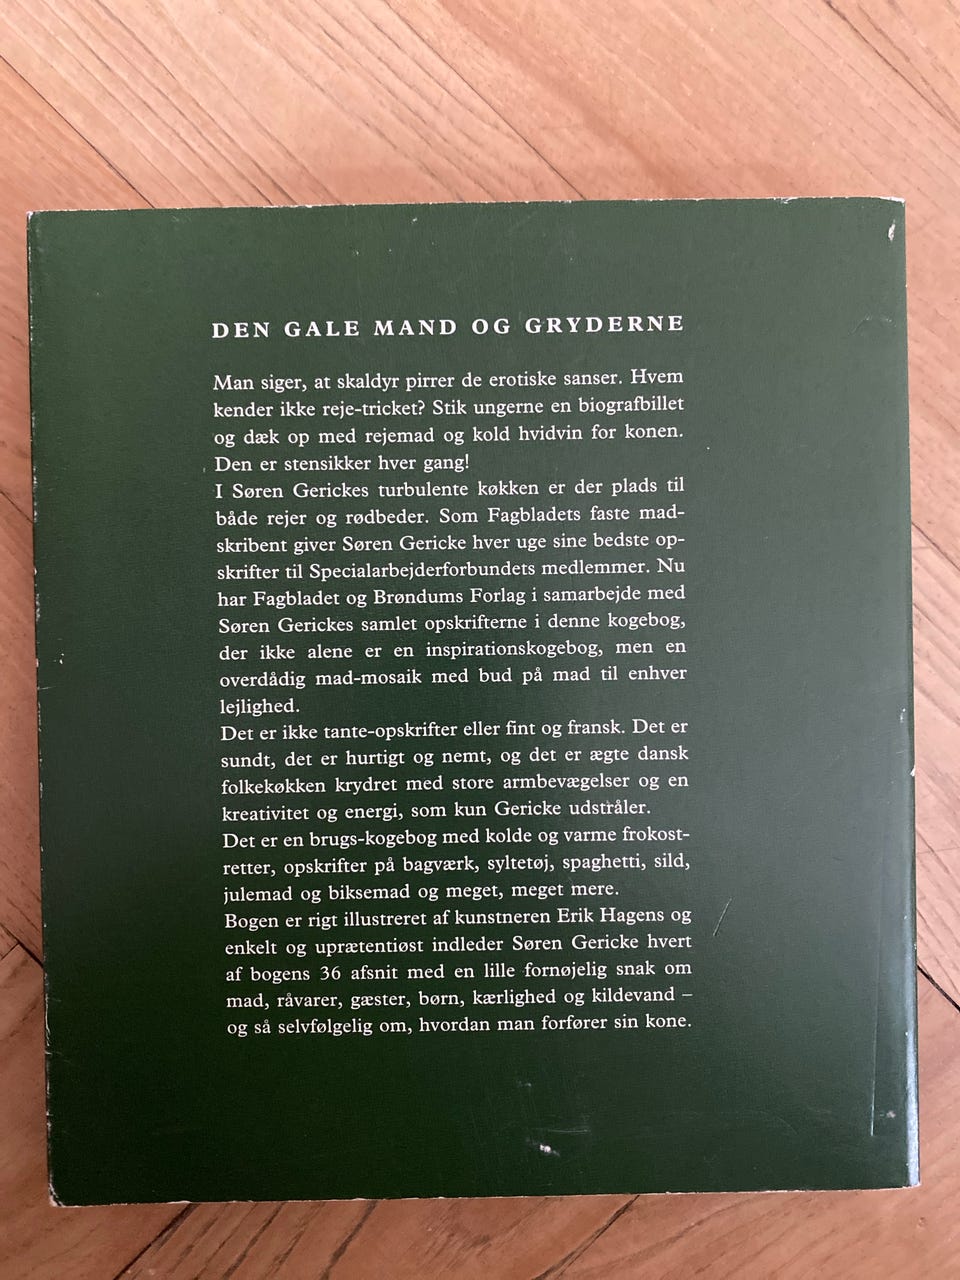 DEN GALE MAND OG GRYDERNE
Man siger, at skaldyr pirrer de erotiske sanser. Hvem
kender ikke reje-tricket? Stik ungerne en biografbillet
og dæk op med rejemad og kold hvidvin for konen.
Den er stensikker hver gang!
I Søren Gerickes turbulente køkken er der plads til
både rejer og rødbeder. Som Fagbladets faste mad-
skribent giver Søren Gericke hver uge sine bedste op-
skrifter til Specialarbejderforbundets medlemmer. Nu
har Fagbladet og Brøndums Forlag i samarbejde med
Søren Gerickes samlet opskrifterne i denne kogebog,
der ikke alene er en inspirationskogebog, men en
overdådig mad-mosaik med bud på mad til enhver
lejlighed.
Det er ikke tante-opskrifter eller fint og fransk. Det er
sundt, det er hurtigt og nemt, og det er ægte dansk
folkekøkken krydret med store armbevægelser og en
kreativitet og energi, som kun Gericke udstråler.
Det er en brugs-kogebog med kolde og varme frokost-
retter, opskrifter på bagværk, syltetøj, spaghetti, sild,
julemad og biksemad og meget, meget mere.
Bogen er rigt illustreret af kunstneren Erik Hagens og
enkelt og uprætentiøst indleder Søren Gericke hvert
af bogens 36 afsnit med en lille fornøjelig snak om
mad, råvarer, gæster, børn, kærlighed og kildevand –
og så selvfølgelig om, hvordan man forfører sin kone.